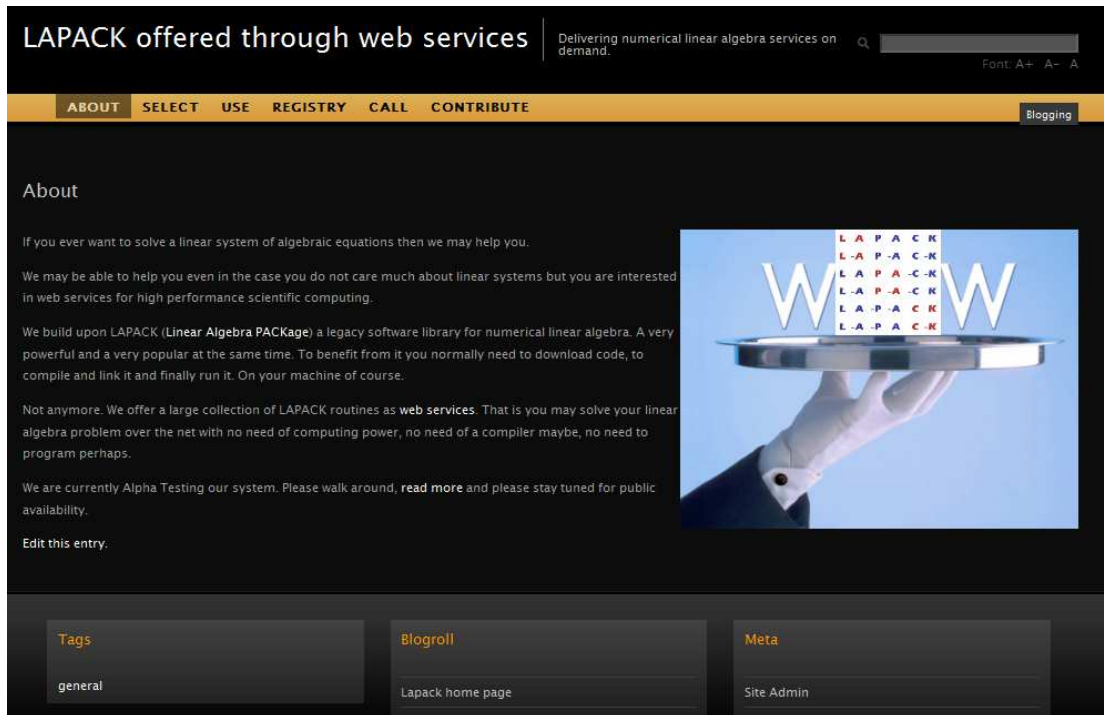 LAPACK offered through web services
Delivering numerical linear algebra services on
demand.
Font: A+ A- A
ABOUT SELECT USE REGISTRY CALL CONTRIBUTE
Blogging
About
If you ever want to solve a linear system of algebraic equations then we may help you.
We may be able to help you even in the case you do not care much about linear systems but you are interested
in web services for high performance scientific computing.
We build upon LAPACK (Linear Algebra PACKage) a legacy software library for numerical linear algebra. A very
powerful and a very popular at the same time. To benefit from it you normally need to download code, to
compile and link it and finally run it. On your machine of course.
Not anymore. We offer a large collection of LAPACK routines as web services. That is you may solve your linear
algebra problem over the net with no need of computing power, no need of a compiler maybe, no need to
program perhaps.
We are currently Alpha Testing our system. Please walk around, read more and please stay tuned for public
availability.
Edit this entry.
W W
L A P A C K
L -A P -A C -K
L A P A -C -K
L -A P -A -C K
L A -P -A C K
L -A -P A C -K
Tags
general
Blogroll
Lapack home page
Meta
Site Admin